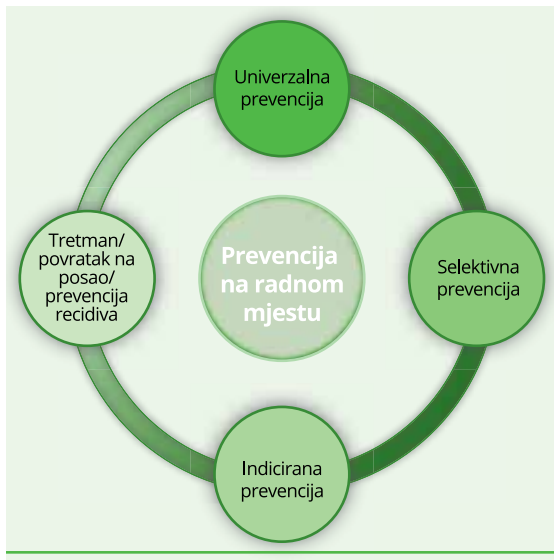 Univerzalna
prevencija
Tretman/
povratak na
posao/
prevencija
recidiva
Prevencija
na radnom
mjestu
Selektivna
prevencija
Indicirana
prevencija